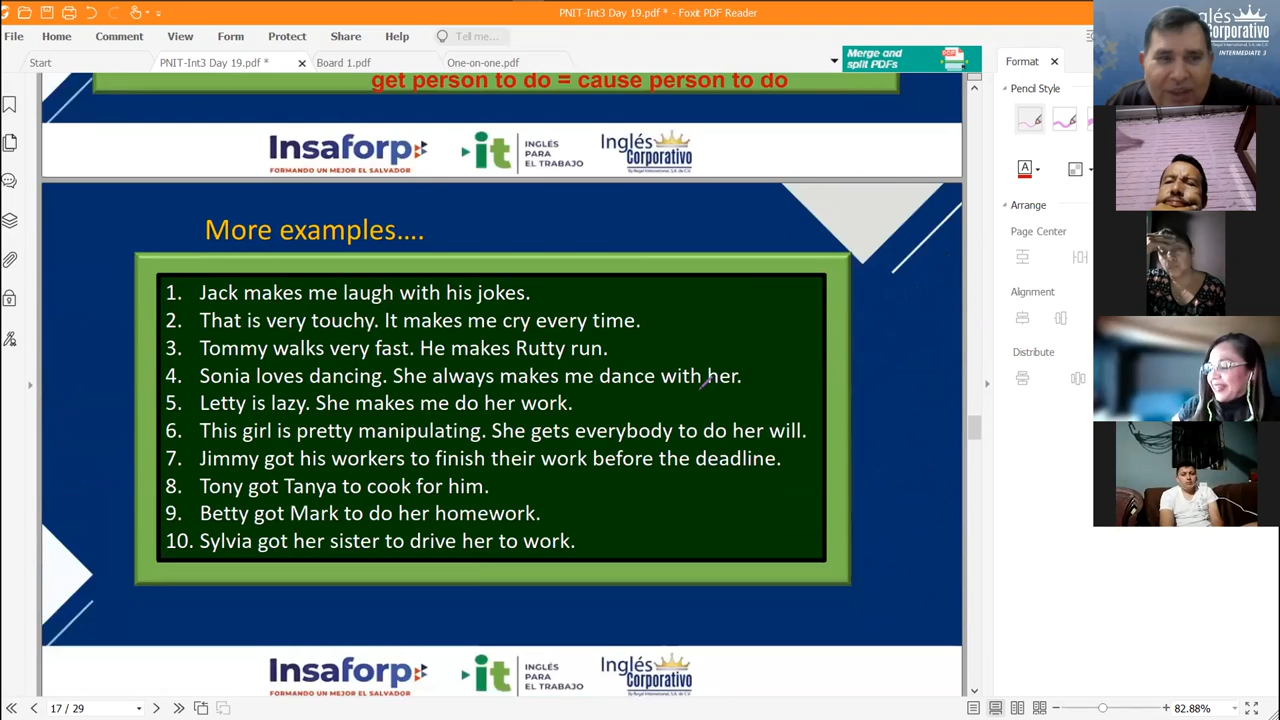 PNIT-Int3 Day 19.pdf * - Foxit PDF Reader
File Home Comment View Form Protect Share Help Tell me...
Start PNIT-Int3 Day 19.pdf * Board 1.pdf One-on-one.pdf
Merge and
split PDFs
Format
Pencil Style
Arrange
Page Center
Alignment
Distribute
get person to do = cause person to do
Insaforp
FORMANDO UN MEJOR EL SALVADOR
it
INGLÉS
PARA
EL TRABAJO
Inglés
Corporativo
More examples....
1. Jack makes me laugh with his jokes.
2. That is very touchy. It makes me cry every time.
3. Tommy walks very fast. He makes Rutty run.
4. Sonia loves dancing. She always makes me dance with her.
5. Letty is lazy. She makes me do her work.
6. This girl is pretty manipulating. She gets everybody to do her will.
7. Jimmy got his workers to finish their work before the deadline.
8. Tony got Tanya to cook for him.
9. Betty got Mark to do her homework.
10. Sylvia got her sister to drive her to work.
Insaforp
FORMANDO UN MEJOR EL SALVADOR
it
INGLÉS
PARA
EL TRABAJO
Inglés
Corporativo
17 / 29
82.88%
Inglés
Corporativo
INTERMEDIATE 3